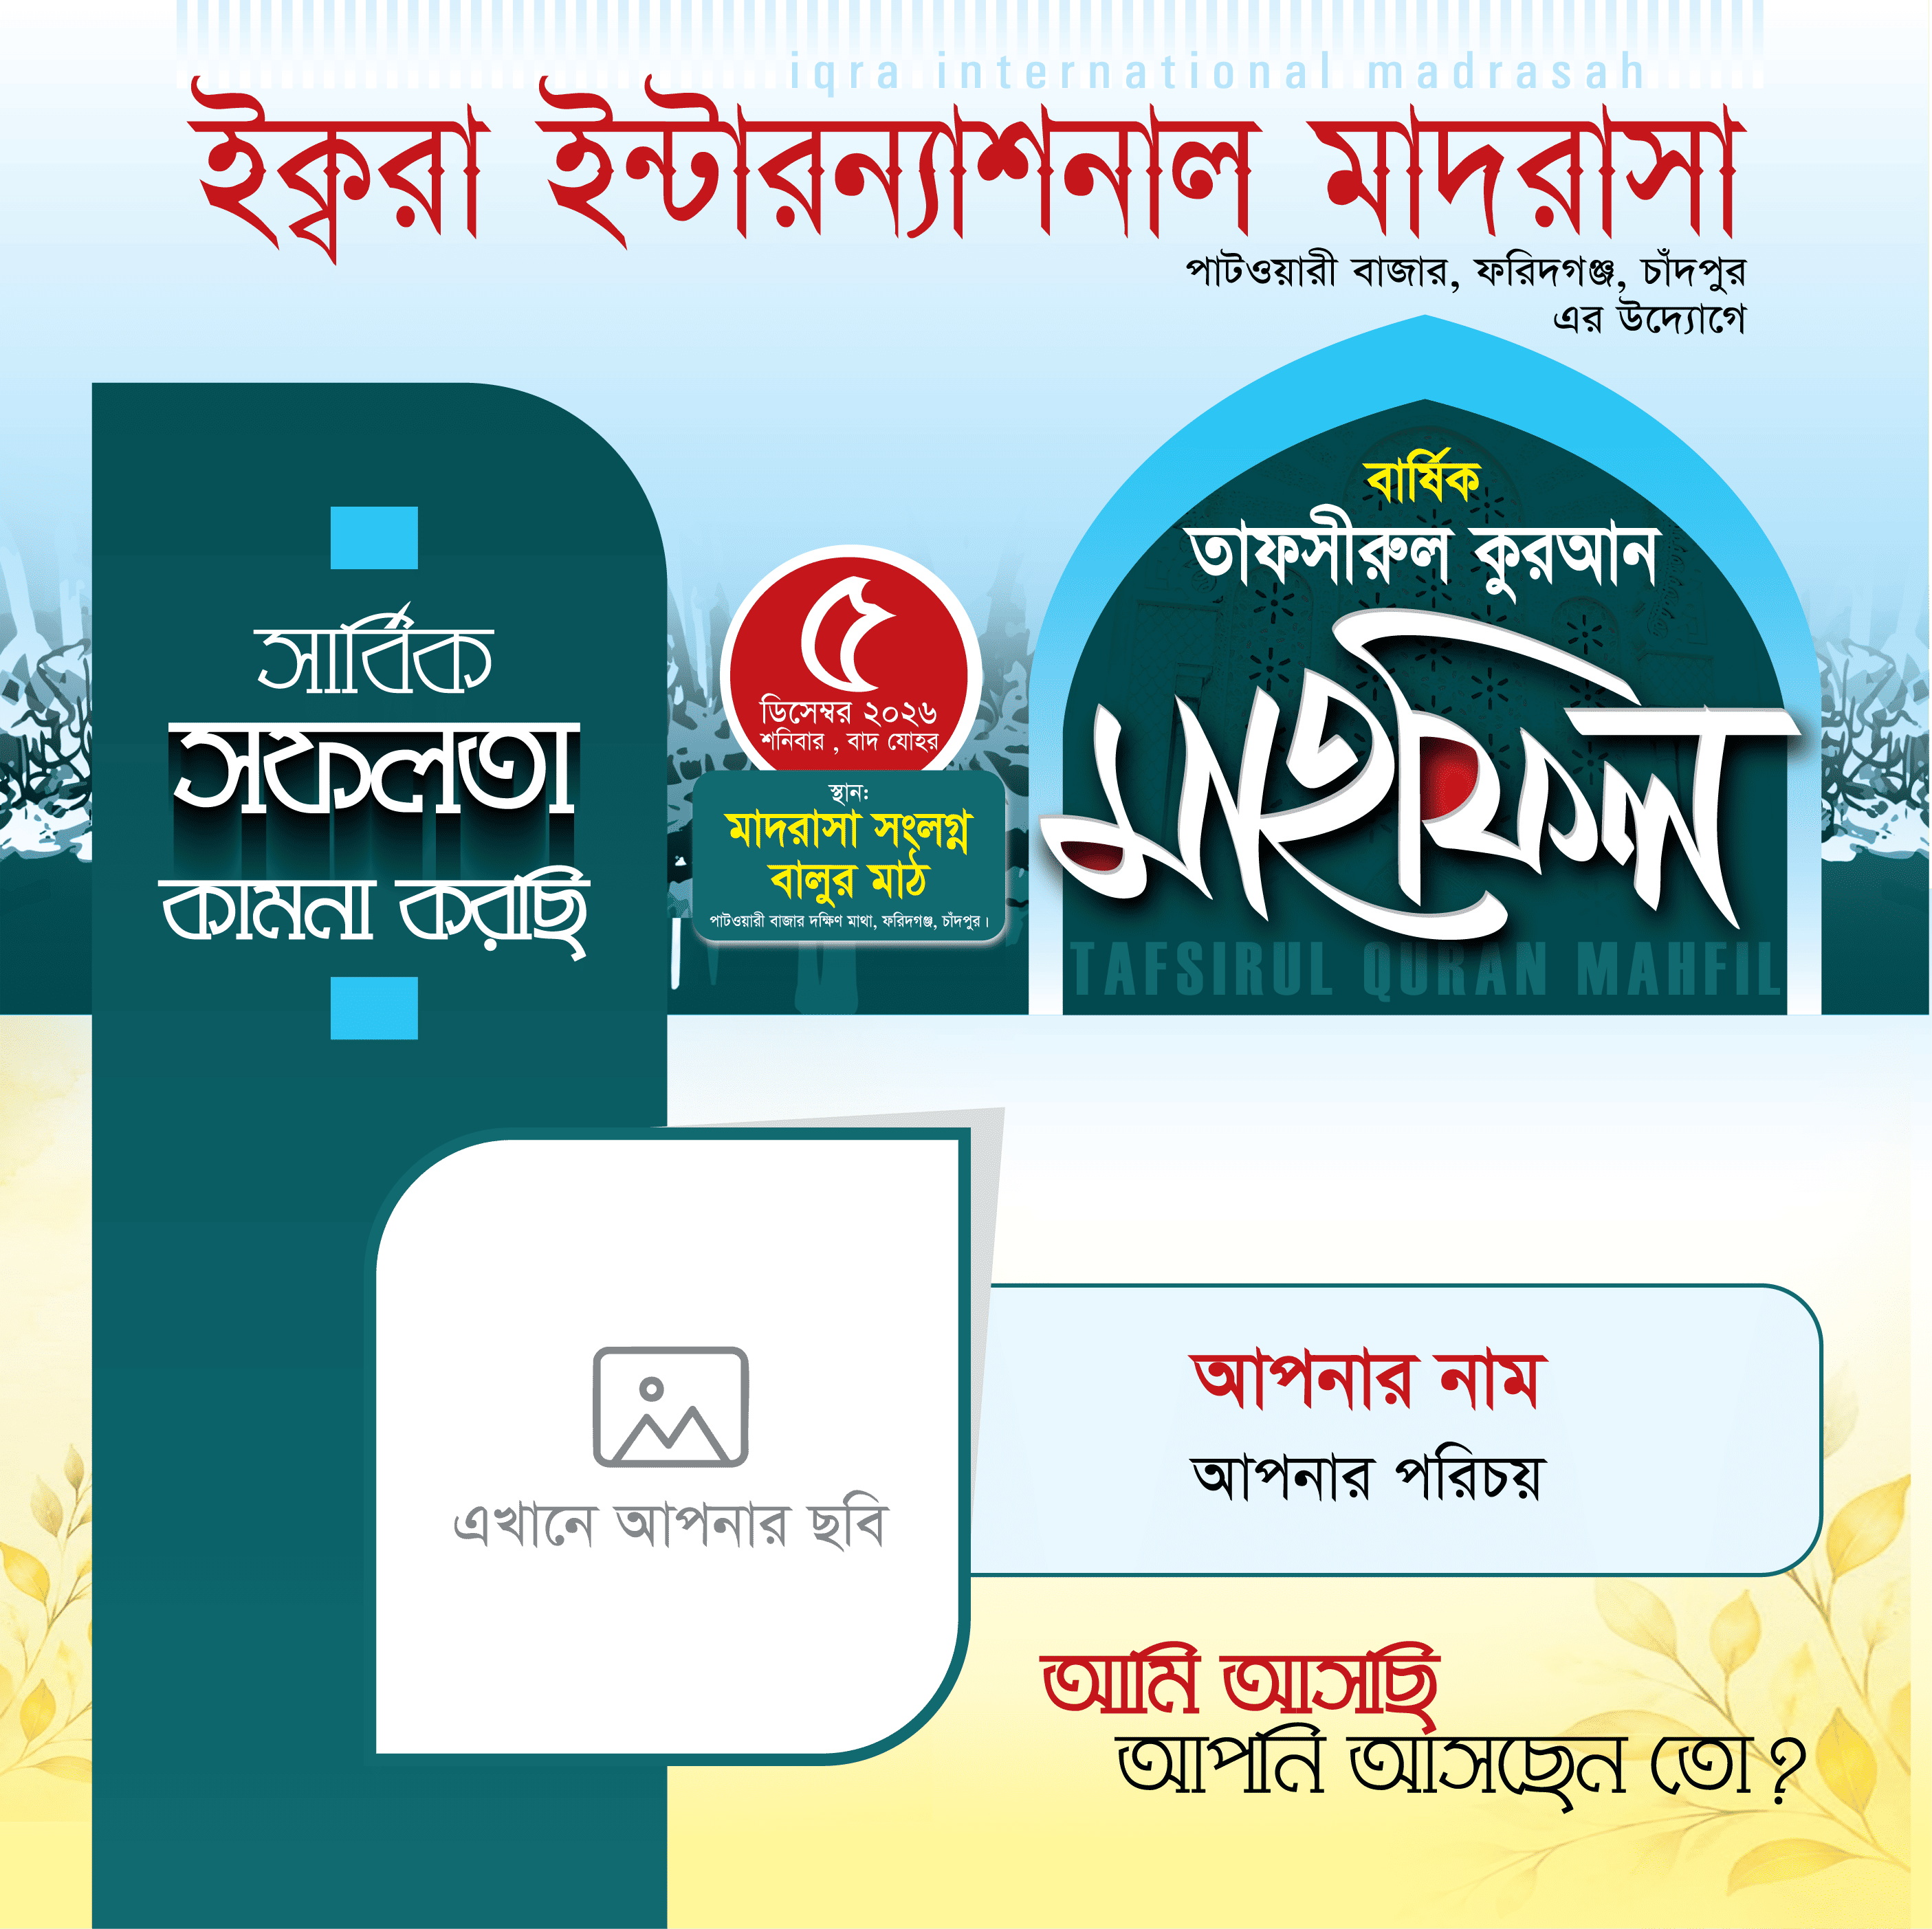 iqra international madrasah
ইক্বরা ইন্টারন্যাশনাল মাদরাসা
পাটওয়ারী বাজার, ফরিদগঞ্জ, চাঁদপুর
এর উদ্যোগে
বার্ষিক
তাফসীরুল কুরআন
মাহফিল
TAFSIRUL QURAN MAHFIL
৫
ডিসেম্বর ২০২৬
শনিবার , বাদ যোহর
স্থান:
মাদরাসা সংলগ্ন
বালুর মাঠ
পাটওয়ারী বাজার দক্ষিণ মাথা, ফরিদগঞ্জ, চাঁদপুর।
সার্বিক
সফলতা
কামনা করছি
এখানে আপনার ছবি
আপনার নাম
আপনার পরিচয়
আমি আসছি
আপনি আসছেন তো?